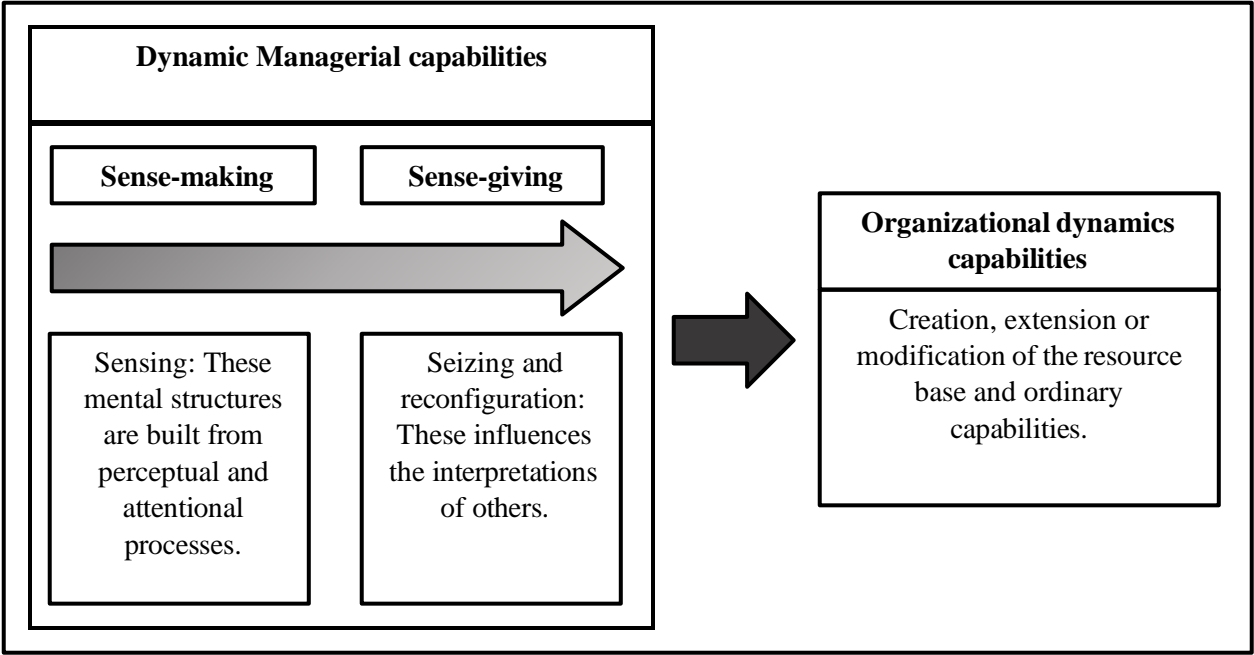 Dynamic Managerial capabilities
Sense-making
Sense-giving
Sensing: These
mental structures
are built from
perceptual and
attentional
processes.
Seizing and
reconfiguration:
These influences
the interpretations
of others.
Organizational dynamics
capabilities
Creation, extension or
modification of the resource
base and ordinary
capabilities.